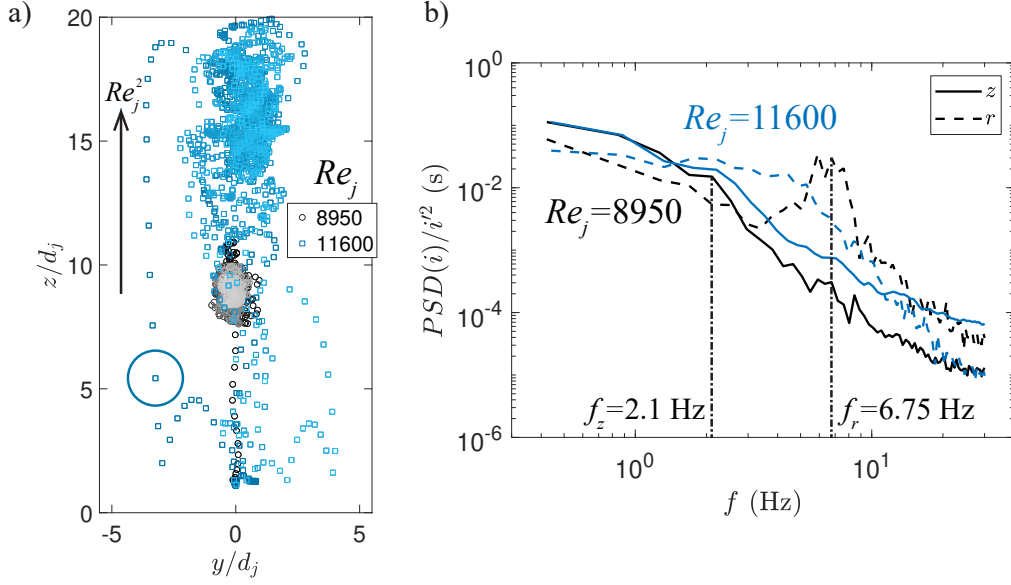 a)
20
15
10
5
0
-5
0
5
z/d_j
y/d_j
Re_j^2
Re_j
8950
11600
b)
10^0
10^-2
10^-4
10^-6
10^0
10^1
PSD(i)/i'^2 (s)
f (Hz)
z
r
Re_j=11600
Re_j=8950
f_z=2.1 Hz
f_r=6.75 Hz